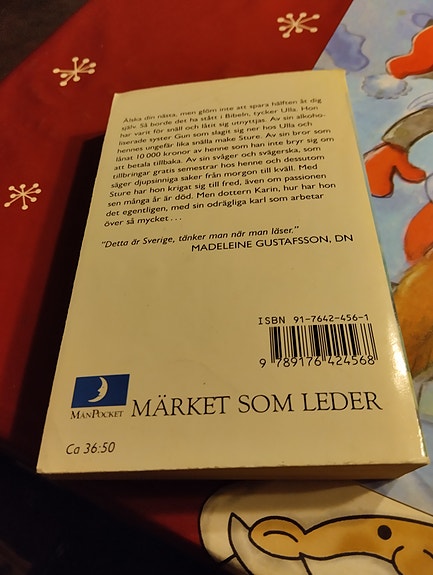 Älska din nästa, men glöm inte att spara hälften åt dig
själv. Så borde det ha stått i Bibeln, tycker Ulla. Hon
har varit för snäll och låtit sig utnyttjas. Av sin alkoho-
liserade syster Gun som slagit sig ner hos Ulla och
hennes ungefär lika snälla make Sture. Av sin bror som
lånat 10 000 kronor av henne som han inte bryr sig om
att betala tillbaka. Av sin svåger och svägerska, som
tillbringar gratis semestrar hos henne och dessutom
säger djupsinniga saker från morgon till kväll. Med
Sture har hon krigat sig till fred, även om passionen
sen många år är död. Men dottern Karin, hur har hon
det egentligen, med sin odrägliga karl som arbetar
över så mycket . . .
"Detta är Sverige, tänker man när man läser."
MADELEINE GUSTAFSSON, DN
ISBN 91-7642-456-1
9 789176 424568
MANPOCKET
MÄRKET SOM LEDER
Ca 36:50